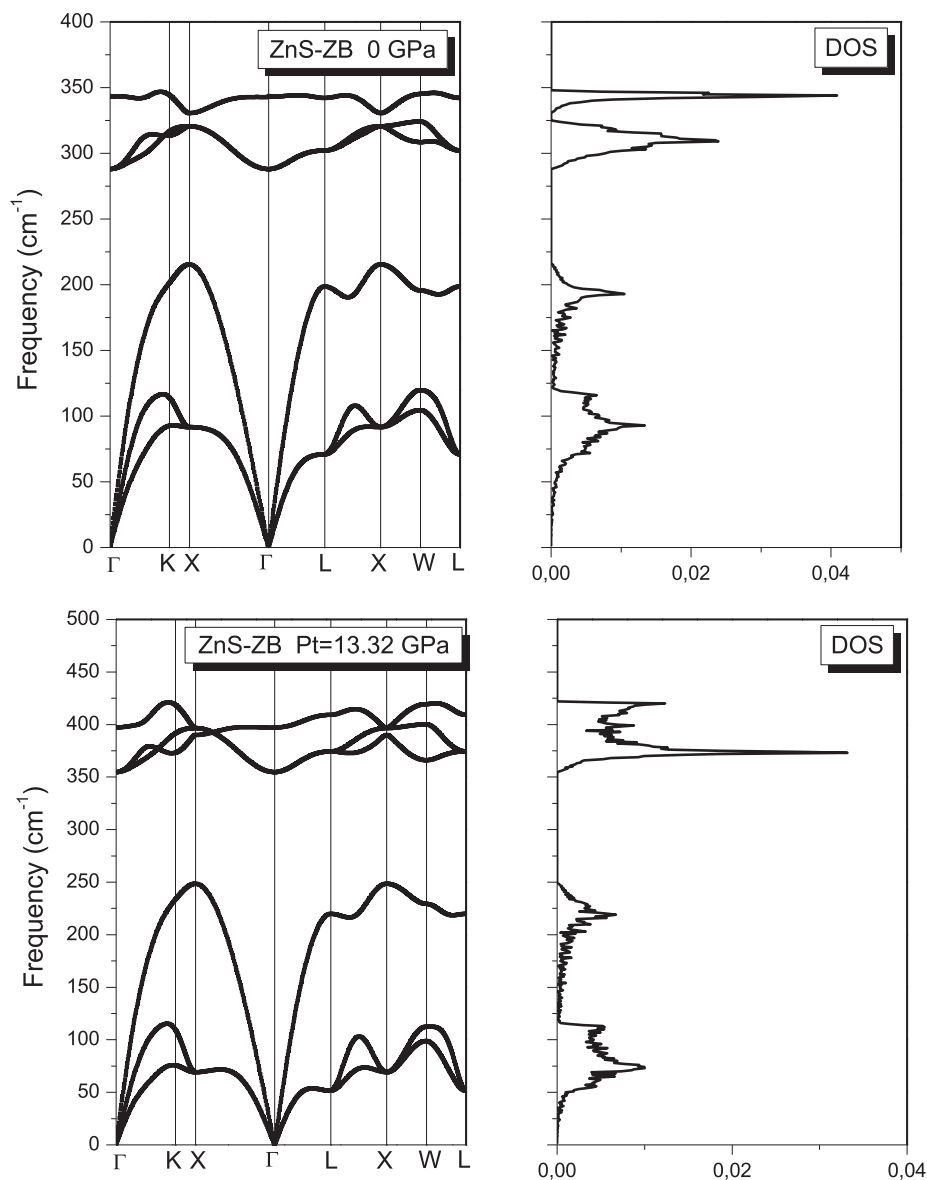 400
350
300
250
200
150
100
50
0
Frequency (cm-1)
ZnS-ZB 0 GPa
Γ K X Γ L X W L
DOS
0,00 0,02 0,04
500
450
400
350
300
250
200
150
100
50
0
Frequency (cm-1)
ZnS-ZB Pt=13.32 GPa
Γ K X Γ L X W L
DOS
0,00 0,02 0,04